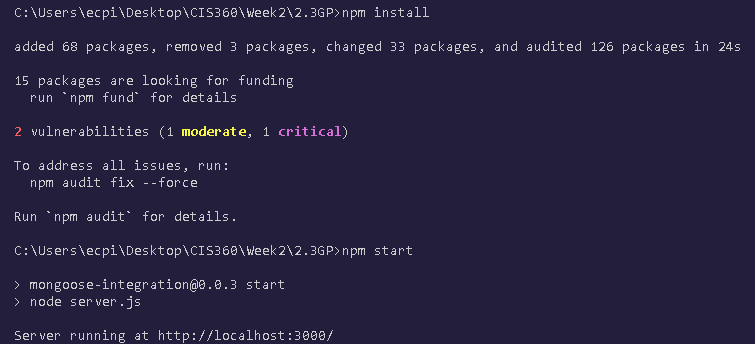 C:\Users\ecpi\Desktop\CIS360\Week2\2.3GP>npm install
added 68 packages, removed 3 packages, changed 33 packages, and audited 126 packages in 24s
15 packages are looking for funding
  run `npm fund` for details
2 vulnerabilities (1 moderate, 1 critical)
To address all issues, run:
  npm audit fix --force
Run `npm audit` for details.
C:\Users\ecpi\Desktop\CIS360\Week2\2.3GP>npm start
> mongoose-integration@0.0.3 start
> node server.js
Server running at http://localhost:3000/